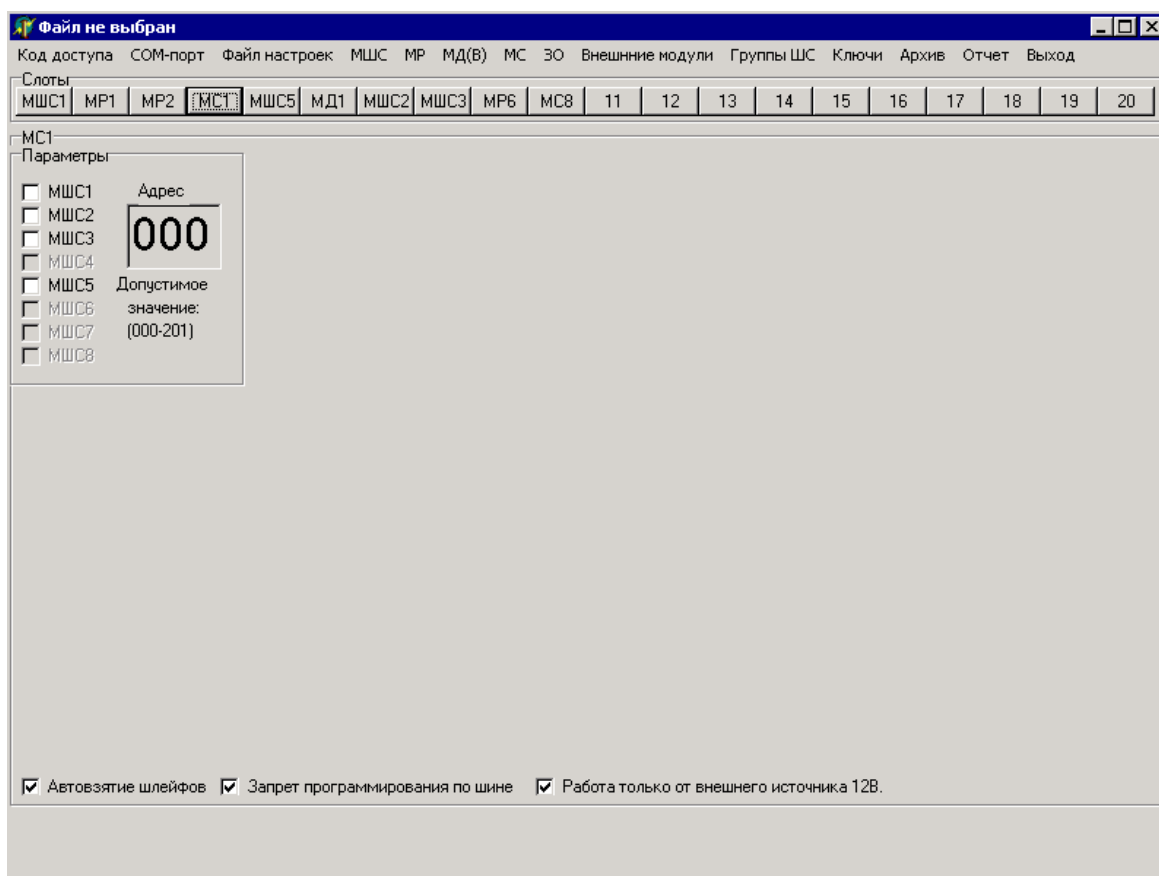 Файл не выбран
Код доступа COM-порт Файл настроек МШС МР МД(В) МС ЗО Внешнние модули Группы ШС Ключи Архив Отчет Выход
Слоты
МШС1 МР1 МР2 МС1 МШС5 МД1 МШС2 МШС3 МР6 МС8 11 12 13 14 15 16 17 18 19 20
МС1
Параметры
МШС1 Адрес
МШС2
000
МШС3
МШС4
МШС5 Допустимое
МШС6 значение:
МШС7 (000-201)
МШС8
Автовзятие шлейфов Запрет программирования по шине Работа только от внешнего источника 12В.